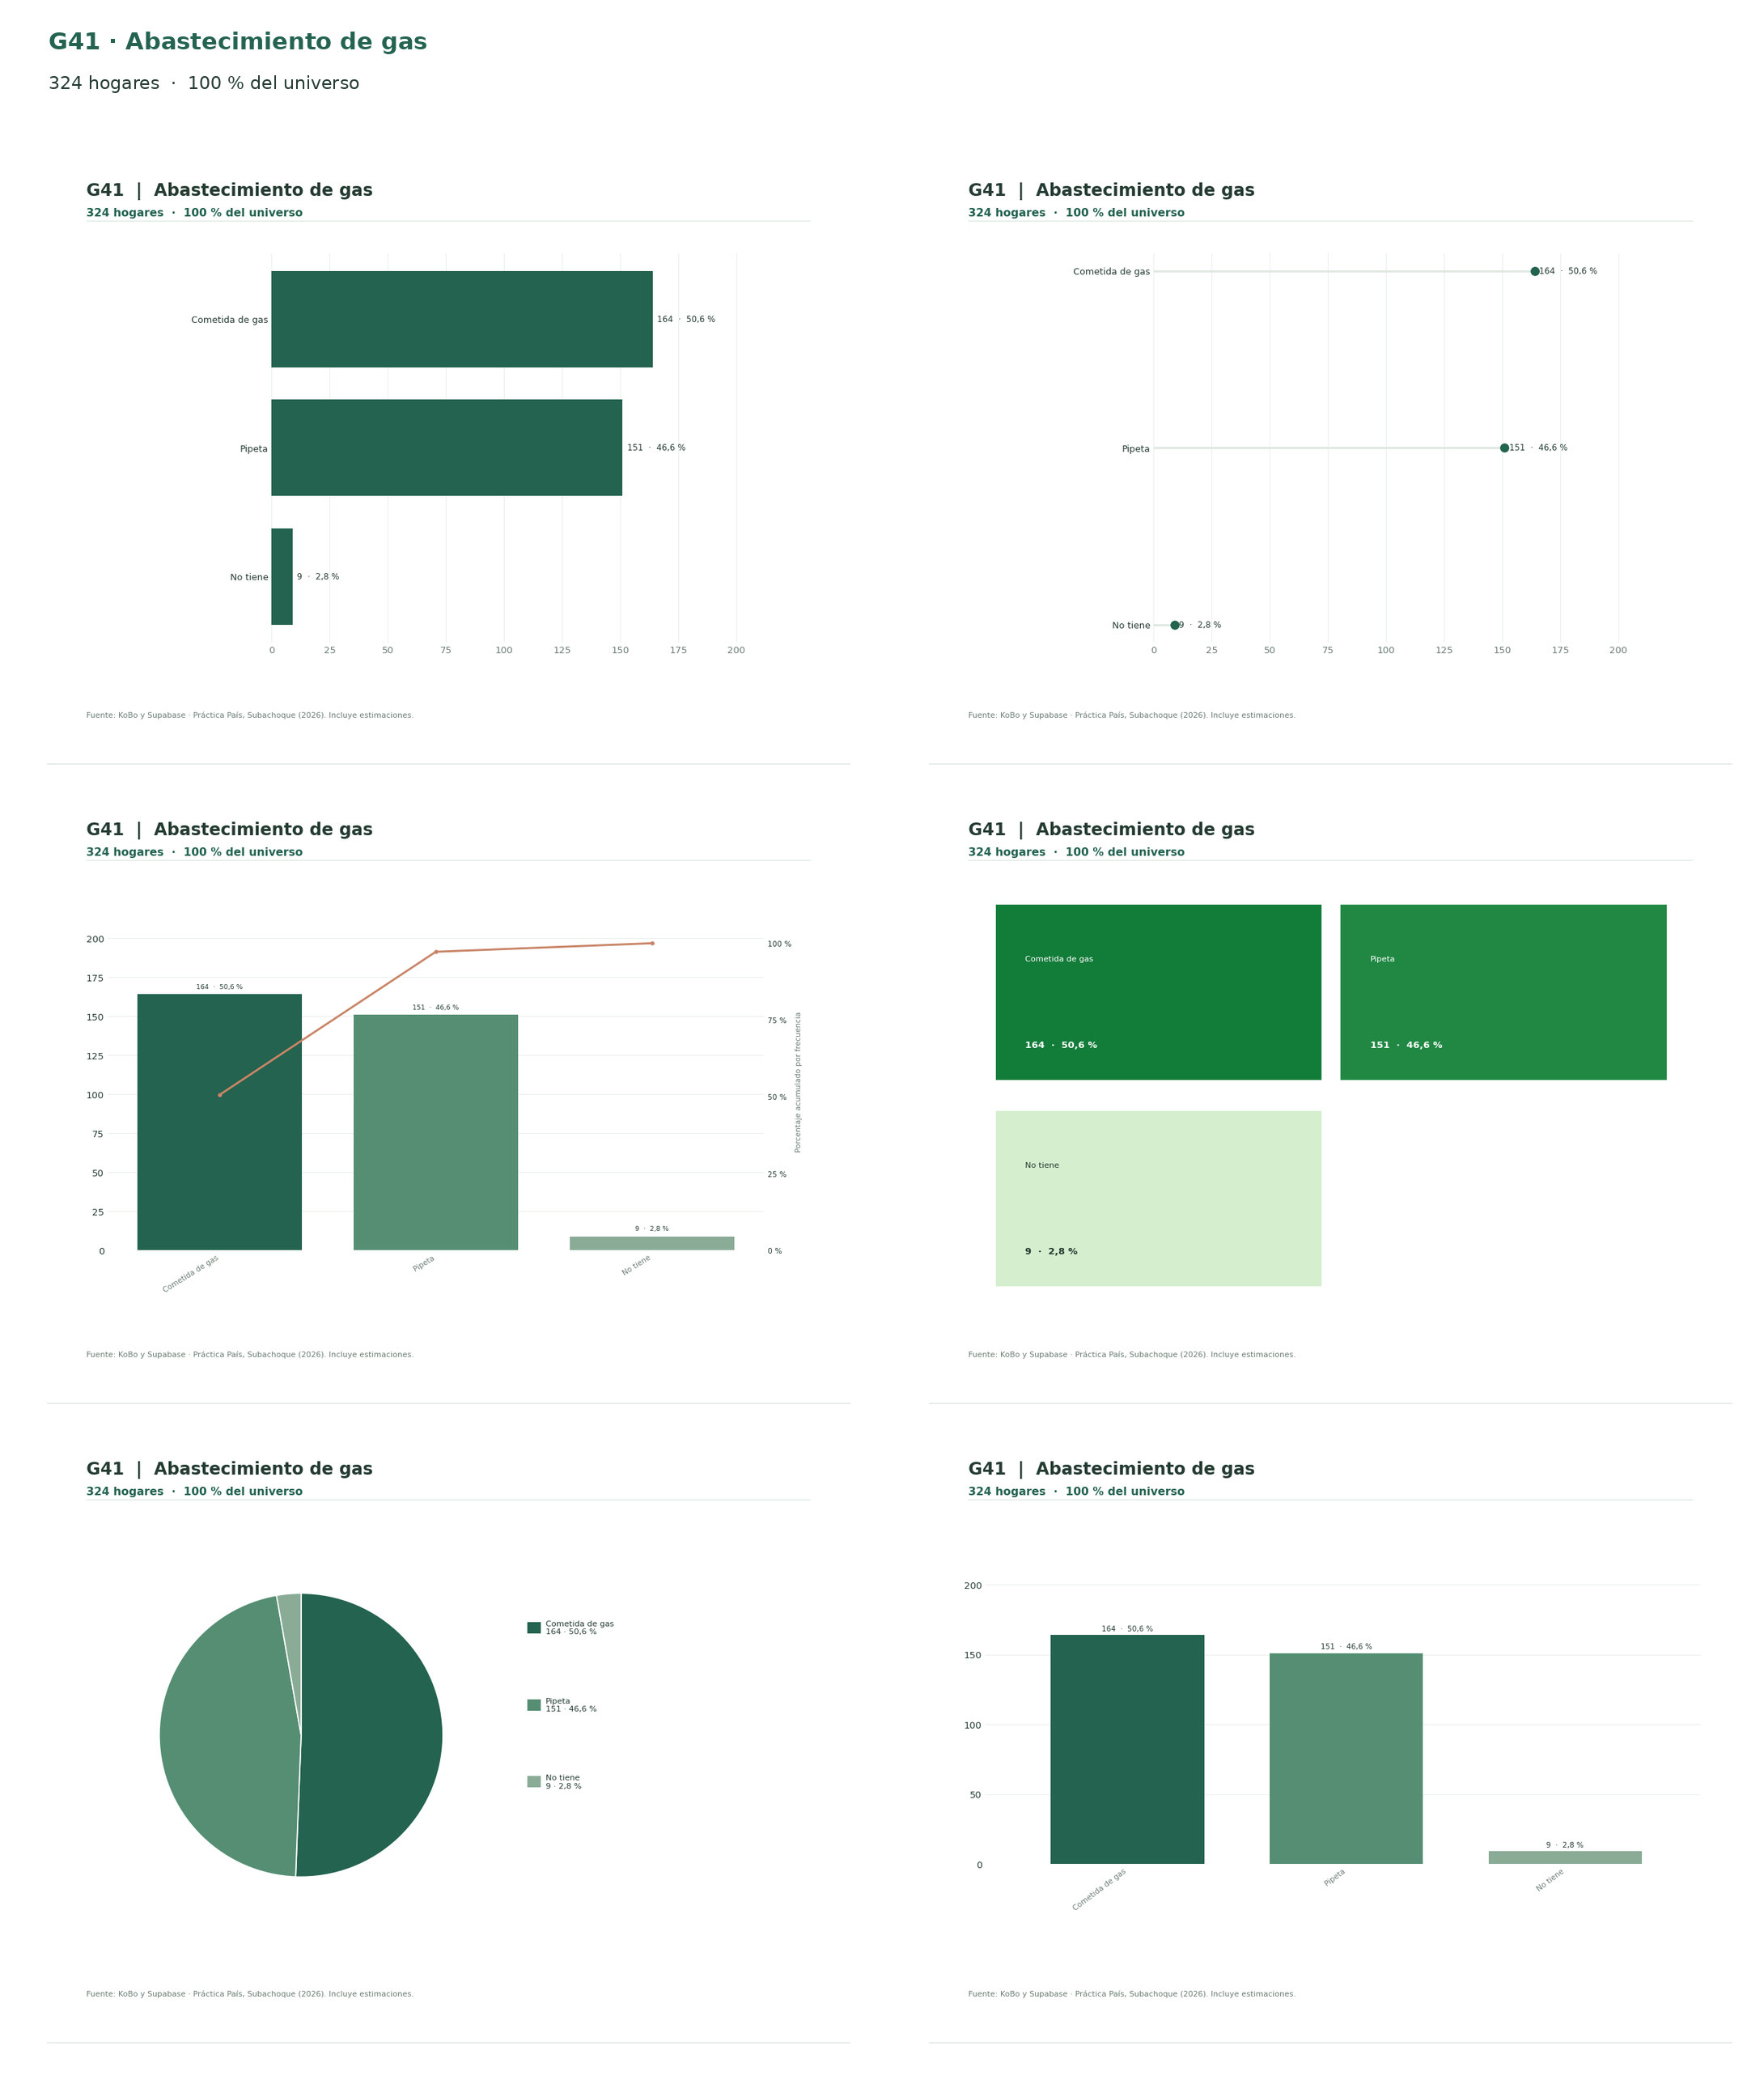 G41 · Abastecimiento de gas
324 hogares · 100 % del universo
G41 | Abastecimiento de gas
324 hogares · 100 % del universo
Cometida de gas
164 · 50,6 %
Pipeta
151 · 46,6 %
No tiene
9 · 2,8 %
0 25 50 75 100 125 150 175 200
Fuente: KoBo y Supabase · Práctica País, Subachoque (2026). Incluye estimaciones.
G41 | Abastecimiento de gas
324 hogares · 100 % del universo
Cometida de gas
164 · 50,6 %
Pipeta
151 · 46,6 %
No tiene
9 · 2,8 %
0 25 50 75 100 125 150 175 200
Fuente: KoBo y Supabase · Práctica País, Subachoque (2026). Incluye estimaciones.
G41 | Abastecimiento de gas
324 hogares · 100 % del universo
200
175
150
125
100
75
50
25
0
164 · 50,6 %
151 · 46,6 %
9 · 2,8 %
100 %
75 %
50 %
25 %
0 %
Porcentaje acumulado por frecuencia
Cometida de gas
Pipeta
No tiene
Fuente: KoBo y Supabase · Práctica País, Subachoque (2026). Incluye estimaciones.
G41 | Abastecimiento de gas
324 hogares · 100 % del universo
Cometida de gas
164 · 50,6 %
Pipeta
151 · 46,6 %
No tiene
9 · 2,8 %
Fuente: KoBo y Supabase · Práctica País, Subachoque (2026). Incluye estimaciones.
G41 | Abastecimiento de gas
324 hogares · 100 % del universo
Cometida de gas
164 · 50,6 %
Pipeta
151 · 46,6 %
No tiene
9 · 2,8 %
Fuente: KoBo y Supabase · Práctica País, Subachoque (2026). Incluye estimaciones.
G41 | Abastecimiento de gas
324 hogares · 100 % del universo
200
150
100
50
0
164 · 50,6 %
151 · 46,6 %
9 · 2,8 %
Cometida de gas
Pipeta
No tiene
Fuente: KoBo y Supabase · Práctica País, Subachoque (2026). Incluye estimaciones.